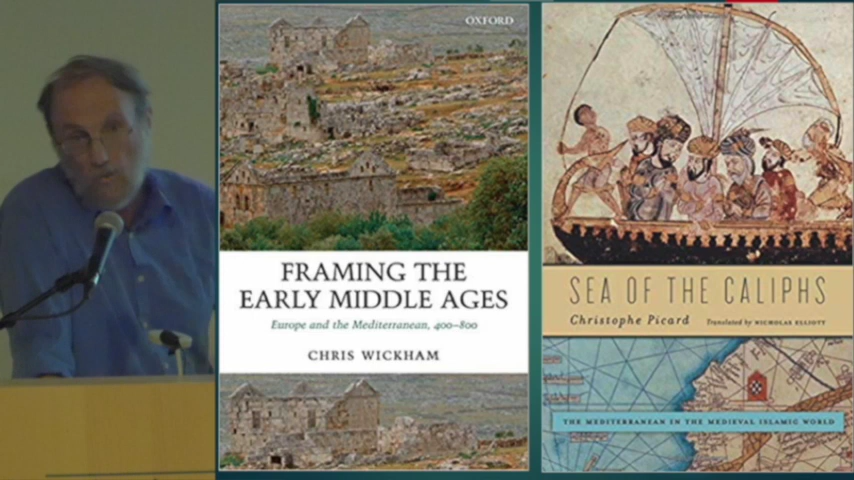 OXFORD
FRAMING THE
EARLY MIDDLE AGES
Europe and the Mediterranean, 400–800
CHRIS WICKHAM
SEA OF THE CALIPHS
Christophe Picard Translated by NICHOLAS ELLIOTT
THE MEDITERRANEAN IN THE MEDIEVAL ISLAMIC WORLD